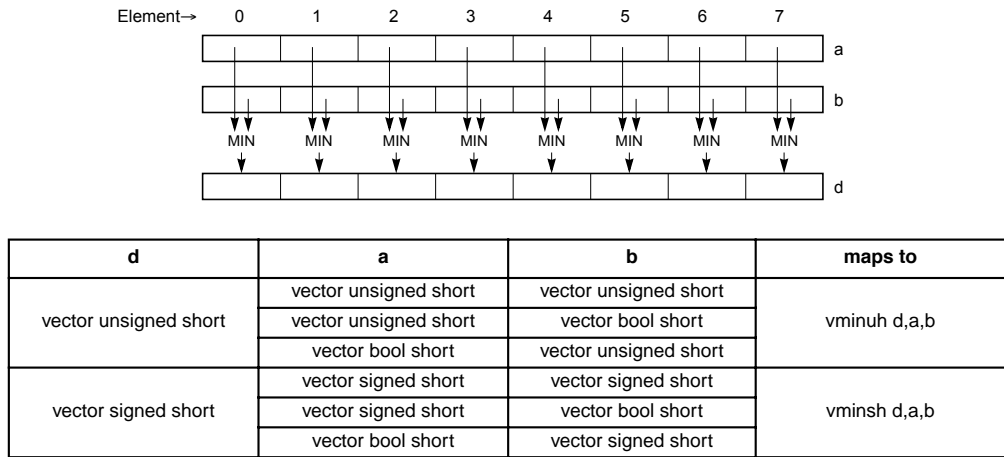 Element→ 0 1 2 3 4 5 6 7
a
b
MIN MIN MIN MIN MIN MIN MIN MIN
d
d a b maps to
vector unsigned short vector unsigned short
vector unsigned short vector unsigned short vector bool short vminuh d,a,b
vector bool short vector unsigned short
vector signed short vector signed short
vector signed short vector signed short vector bool short vminsh d,a,b
vector bool short vector signed short